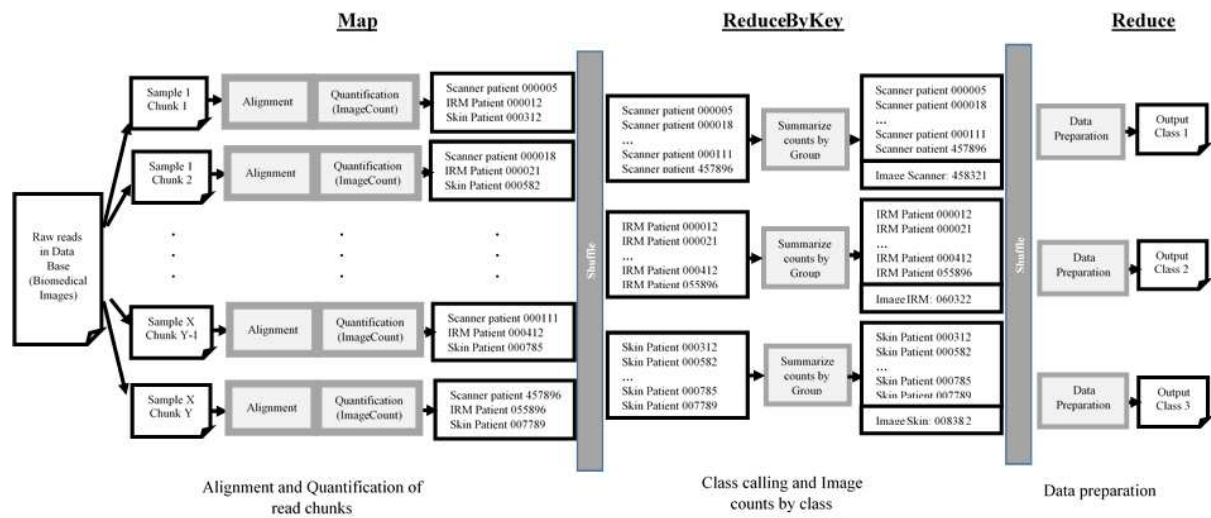 Map
ReduceByKey
Reduce
Raw reads
in Data
Base
(Biomedical
Images)
Sample 1
Chunk 1
Alignment
Quantification
(ImageCount)
Scanner patient 000005
IRM Patient 000012
Skin Patient 000312
Sample 1
Chunk 2
Alignment
Quantification
(ImageCount)
Scanner patient 000018
IRM Patient 000021
Skin Patient 000582
Sample X
Chunk Y-1
Alignment
Quantification
(ImageCount)
Scanner patient 000111
IRM Patient 000412
Skin Patient 000785
Sample X
Chunk Y
Alignment
Quantification
(ImageCount)
Scanner patient 457896
IRM Patient 055896
Skin Patient 007789
Shuffle
Scanner patient 000005
Scanner patient 000018
...
Scanner patient 000111
Scanner patient 457896
Summarize
counts by
Group
Scanner patient 000005
Scanner patient 000018
...
Scanner patient 000111
Scanner patient 457896
Image Scanner: 458321
IRM Patient 000012
IRM Patient 000021
...
IRM Patient 000412
IRM Patient 055896
Summarize
counts by
Group
IRM Patient 000012
IRM Patient 000021
...
IRM Patient 000412
IRM Patient 055896
Image IRM: 060322
Skin Patient 000312
Skin Patient 000582
...
Skin Patient 000785
Skin Patient 007789
Summarize
counts by
Group
Skin Patient 000312
Skin Patient 000582
...
Skin Patient 000785
Skin Patient 007789
Image Skin: 008382
Shuffle
Data
Preparation
Output
Class 1
Data
Preparation
Output
Class 2
Data
Preparation
Output
Class 3
Alignment and Quantification of
read chunks
Class calling and Image
counts by class
Data preparation